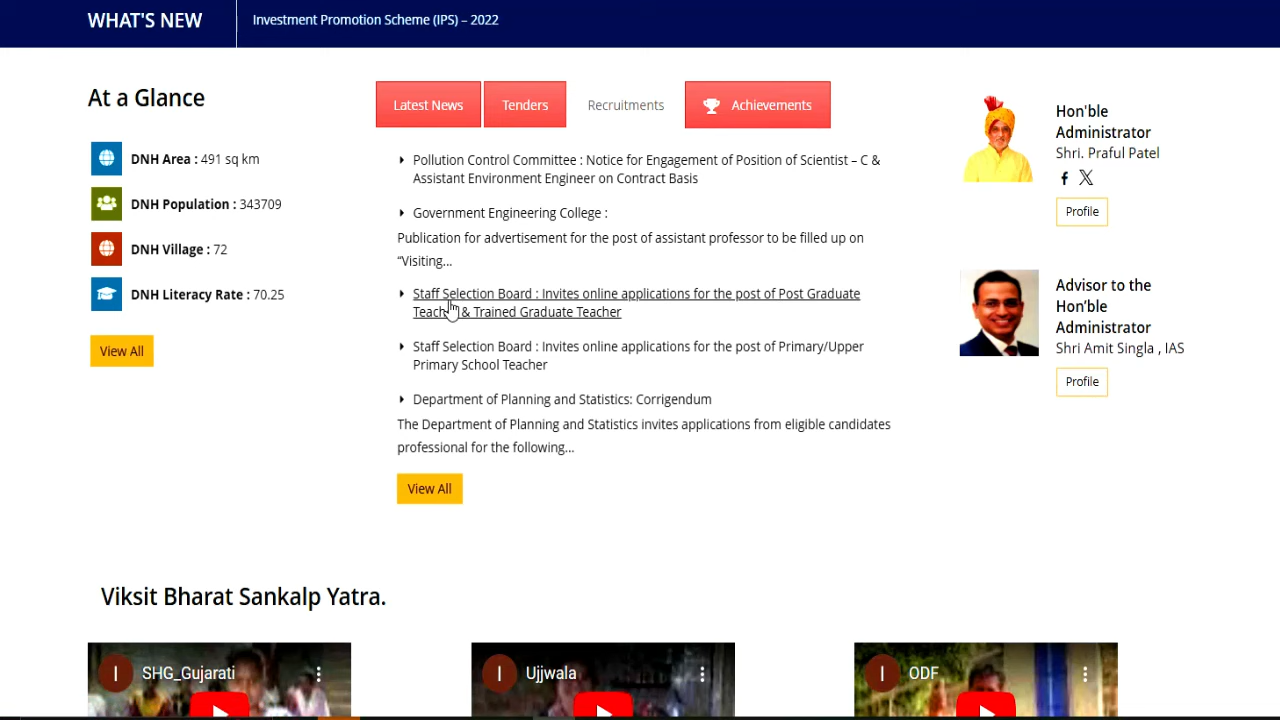 WHAT'S NEW
Investment Promotion Scheme (IPS) – 2022
At a Glance
DNH Area : 491 sq km
DNH Population : 343709
DNH Village : 72
DNH Literacy Rate : 70.25
View All
Latest News
Tenders
Recruitments
Achievements
Pollution Control Committee : Notice for Engagement of Position of Scientist – C &
Assistant Environment Engineer on Contract Basis
Government Engineering College :
Publication for advertisement for the post of assistant professor to be filled up on
“Visiting...
Staff Selection Board : Invites online applications for the post of Post Graduate
Teacher & Trained Graduate Teacher
Staff Selection Board : Invites online applications for the post of Primary/Upper
Primary School Teacher
Department of Planning and Statistics: Corrigendum
The Department of Planning and Statistics invites applications from eligible candidates
professional for the following...
View All
Hon'ble
Administrator
Shri. Praful Patel
Profile
Advisor to the
Hon’ble
Administrator
Shri Amit Singla , IAS
Profile
Viksit Bharat Sankalp Yatra.
I SHG_Gujarati
I Ujjwala
I ODF